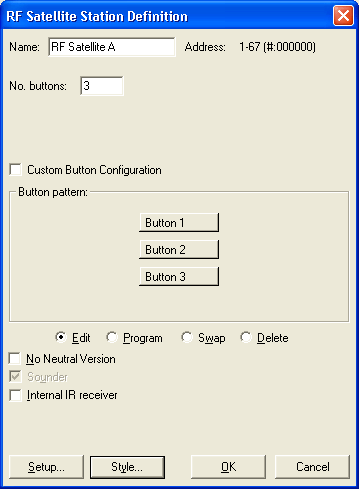 RF Satellite Station Definition
Name: RF Satellite A Address: 1-67 (#:000000)
No. buttons: 3
Custom Button Configuration
Button pattern:
Button 1
Button 2
Button 3
Edit Program Swap Delete
No Neutral Version
Sounder
Internal IR receiver
Setup... Style... OK Cancel